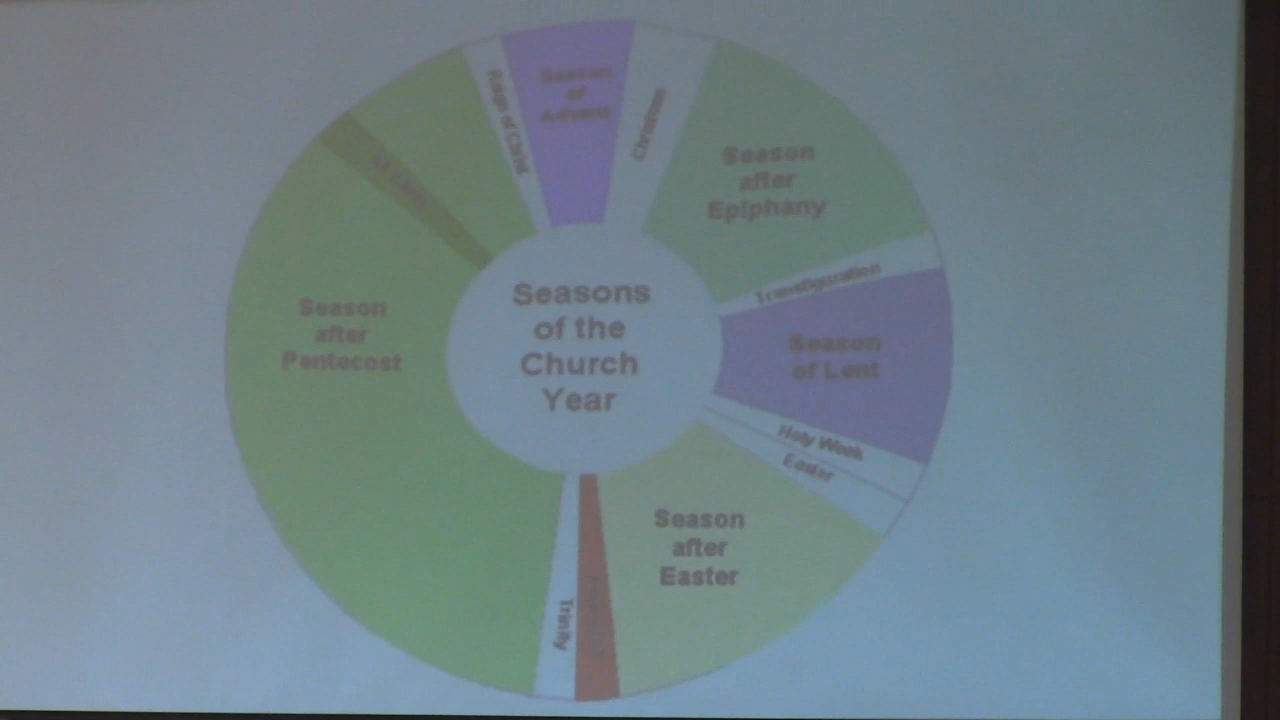 Seasons
of the
Church
Year
Season
of
Advent
Christmas
Season
after
Epiphany
Transfiguration
Season
of Lent
Holy Week
Easter
Season
after
Easter
Trinity
Season
after
Pentecost
Reign of Christ